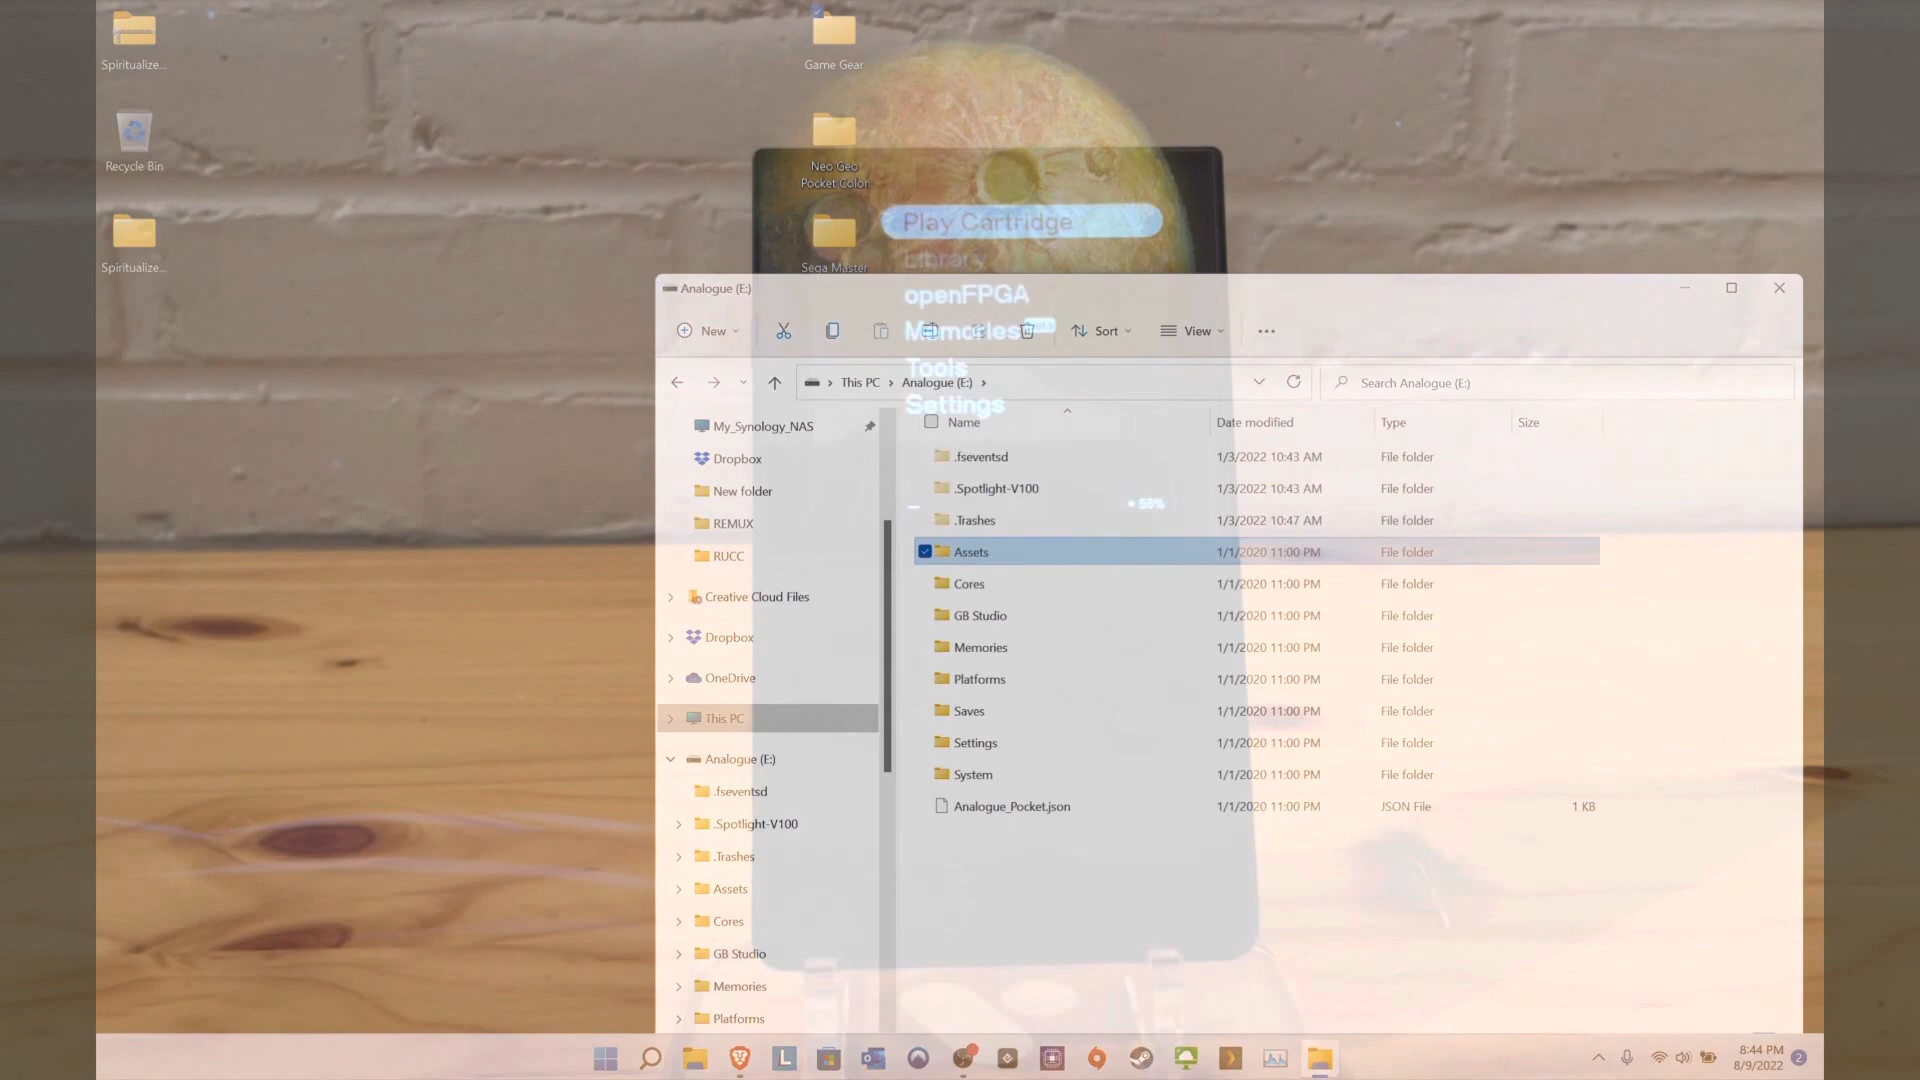 Spiritualize...
Recycle Bin
Spiritualize...
Game Gear
Neo Geo
Pocket Color
Sega Master
Play Cartridge
Library
openFPGA
Memories
Tools
Settings
55%
Analogue (E:)
New
Sort
View
This PC
Analogue (E:)
Search Analogue (E:)
My_Synology_NAS
Dropbox
New folder
REMUX
RUCC
Creative Cloud Files
Dropbox
OneDrive
This PC
Analogue (E:)
.fseventsd
.Spotlight-V100
.Trashes
Assets
Cores
GB Studio
Memories
Platforms
Name Date modified Type Size
.fseventsd 1/3/2022 10:43 AM File folder
.Spotlight-V100 1/3/2022 10:43 AM File folder
.Trashes 1/3/2022 10:47 AM File folder
Assets 1/1/2020 11:00 PM File folder
Cores 1/1/2020 11:00 PM File folder
GB Studio 1/1/2020 11:00 PM File folder
Memories 1/1/2020 11:00 PM File folder
Platforms 1/1/2020 11:00 PM File folder
Saves 1/1/2020 11:00 PM File folder
Settings 1/1/2020 11:00 PM File folder
System 1/1/2020 11:00 PM File folder
Analogue_Pocket.json 1/1/2020 11:00 PM JSON File 1 KB
L
8:44 PM
8/9/2022
2